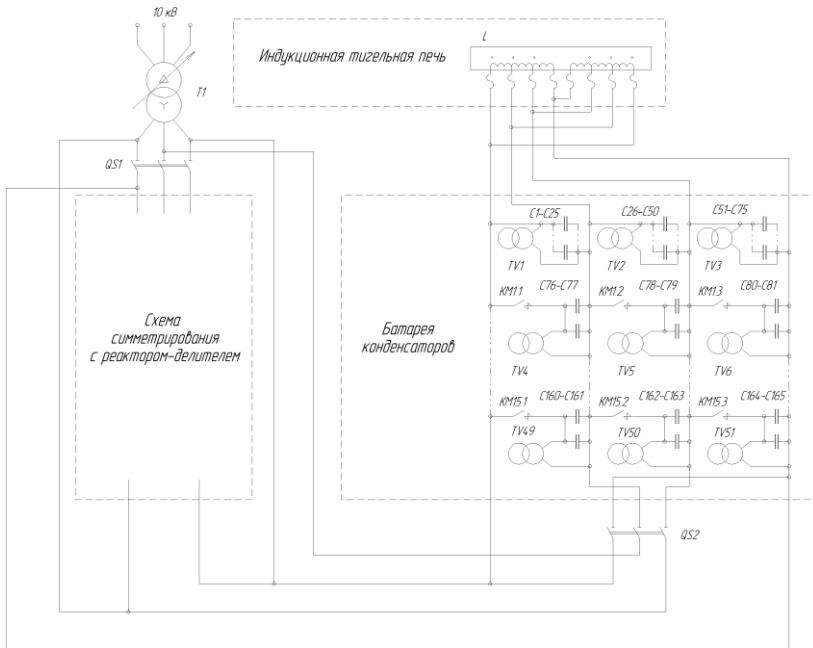 10 кВ
T1
QS1
Индукционная тигельная печь
L
Схема
симметрирования
с реактором-делителем
Батарея
конденсаторов
C1-C25
C26-C50
C51-C75
TV1
TV2
TV3
KM1.1
C76-C77
KM1.2
C78-C79
KM1.3
C80-C81
TV4
TV5
TV6
KM15.1
C160-C161
KM15.2
C162-C163
KM15.3
C164-C165
TV49
TV50
TV51
QS2